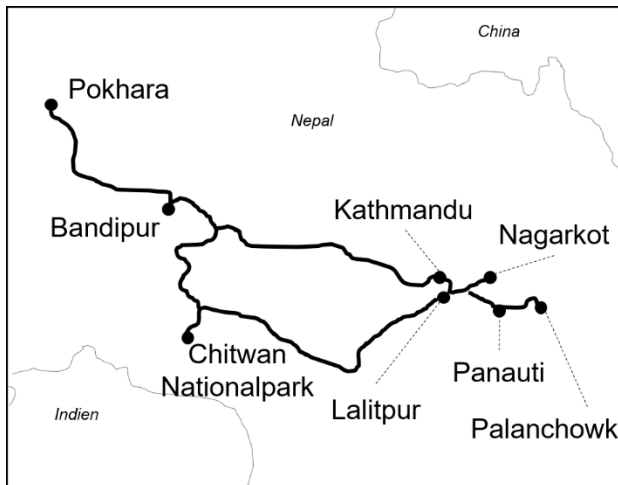 China
Pokhara
Nepal
Kathmandu
Bandipur
Nagarkot
Chitwan
Nationalpark
Panauti
Lalitpur
Indien
Palanchowk